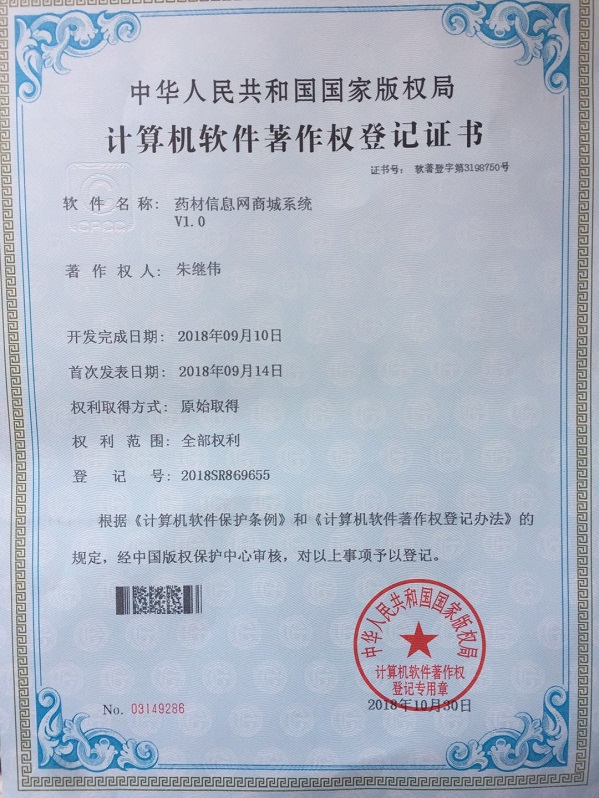 中华人民共和国国家版权局
计算机软件著作权登记证书
证书号： 软著登字第3198750号
CPCC
软件名称： 药材信息网商城系统
V1.0
著作权人： 朱继伟
开发完成日期： 2018年09月10日
首次发表日期： 2018年09月14日
权利取得方式： 原始取得
权利范围： 全部权利
登记号： 2018SR869655
根据《计算机软件保护条例》和《计算机软件著作权登记办法》的
规定，经中国版权保护中心审核，对以上事项予以登记。
中华人民共和国国家版权局
计算机软件著作权
登记专用章
No. 03149286
2018年10月30日